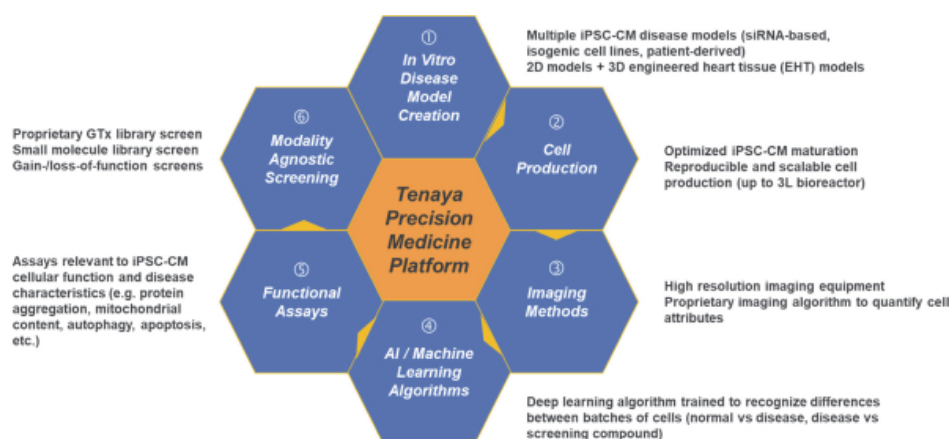 ①
In Vitro
Disease
Model
Creation
Multiple iPSC-CM disease models (siRNA-based,
isogenic cell lines, patient-derived)
2D models + 3D engineered heart tissue (EHT) models
②
Cell
Production
Optimized iPSC-CM maturation
Reproducible and scalable cell
production (up to 3L bioreactor)
③
Imaging
Methods
High resolution imaging equipment
Proprietary imaging algorithm to quantify cell
attributes
④
AI / Machine
Learning
Algorithms
Deep learning algorithm trained to recognize differences
between batches of cells (normal vs disease, disease vs
screening compound)
⑤
Functional
Assays
Assays relevant to iPSC-CM
cellular function and disease
characteristics (e.g. protein
aggregation, mitochondrial
content, autophagy, apoptosis,
etc.)
⑥
Modality
Agnostic
Screening
Proprietary GTx library screen
Small molecule library screen
Gain-/loss-of-function screens
Tenaya
Precision
Medicine
Platform